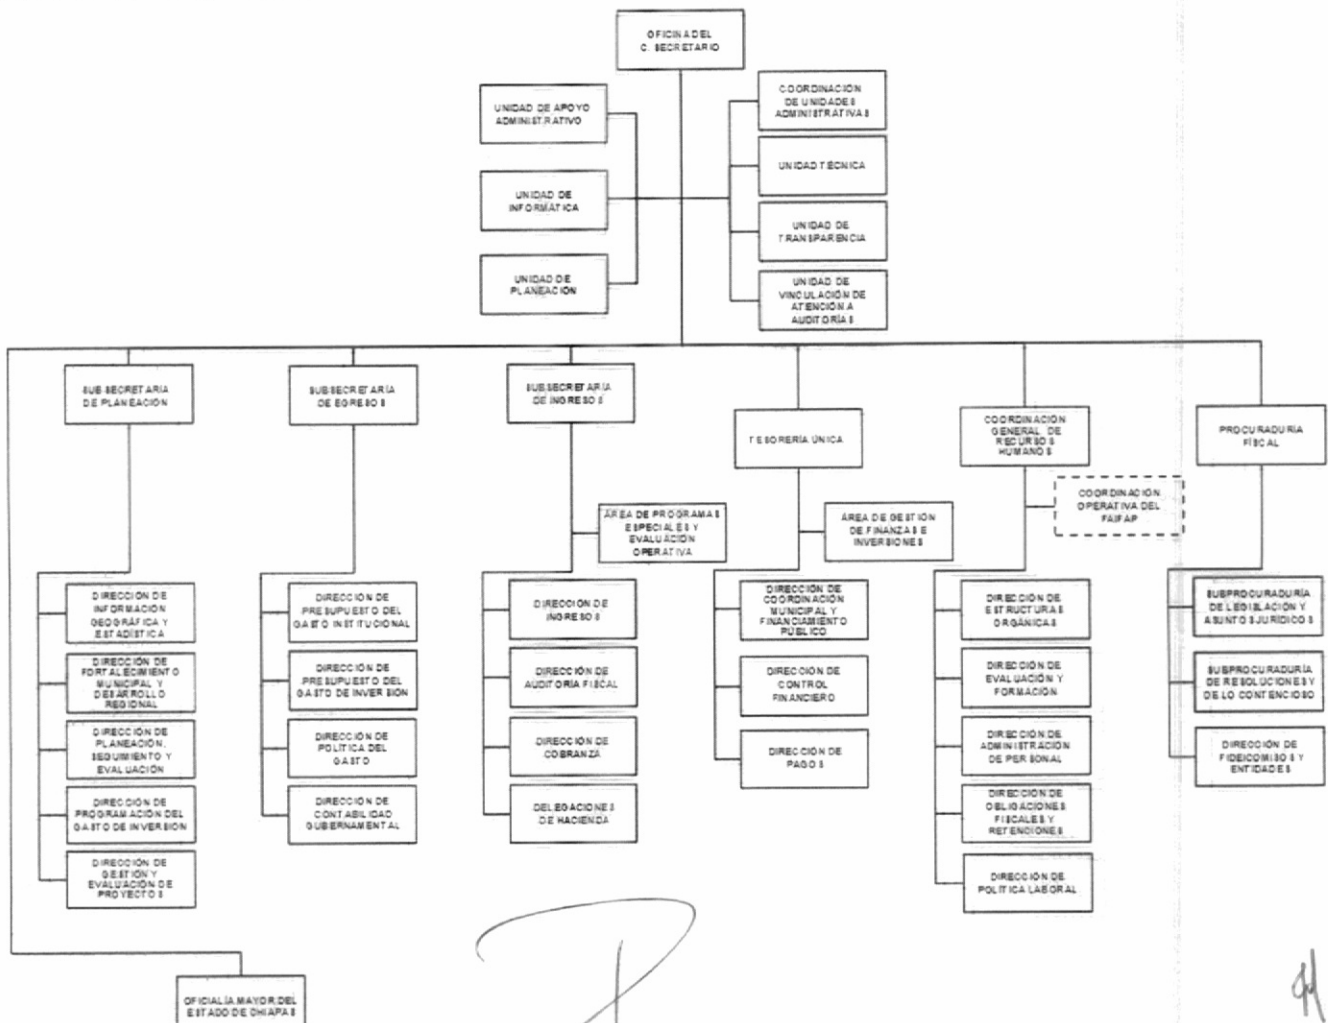 OFICINA DEL
C. SECRETARIO
UNIDAD DE APOYO
ADMINISTRATIVO
UNIDAD DE
INFORMÁTICA
UNIDAD DE
PLANEACIÓN
COORDINACIÓN
DE UNIDADES
ADMINISTRATIVAS
UNIDAD TÉCNICA
UNIDAD DE
TRANSPARENCIA
UNIDAD DE
VINCULACIÓN DE
ATENCIÓN A
AUDITORÍAS
SUBSECRETARÍA
DE PLANEACIÓN
SUBSECRETARÍA
DE EGRESOS
SUBSECRETARÍA
DE INGRESOS
TESORERÍA ÚNICA
COORDINACIÓN
GENERAL DE
RECURSOS
HUMANOS
PROCURADURÍA
FISCAL
ÁREA DE PROGRAMAS
ESPECIALES Y
EVALUACIÓN
OPERATIVA
ÁREA DE GESTIÓN
DE FINANZAS E
INVERSIONES
COORDINACIÓN
OPERATIVA DEL
FAIFAP
DIRECCIÓN DE
INFORMACIÓN
GEOGRÁFICA Y
ESTADÍSTICA
DIRECCIÓN DE
FORTALECIMIENTO
MUNICIPAL Y
DESARROLLO
REGIONAL
DIRECCIÓN DE
PLANEACIÓN,
SEGUIMIENTO Y
EVALUACIÓN
DIRECCIÓN DE
PROGRAMACIÓN DEL
GASTO DE INVERSIÓN
DIRECCIÓN DE
GESTIÓN Y
EVALUACIÓN DE
PROYECTOS
DIRECCIÓN DE
PRESUPUESTO DEL
GASTO INSTITUCIONAL
DIRECCIÓN DE
PRESUPUESTO DEL
GASTO DE INVERSIÓN
DIRECCIÓN DE
POLÍTICA DEL
GASTO
DIRECCIÓN DE
CONTABILIDAD
GUBERNAMENTAL
DIRECCIÓN DE
INGRESOS
DIRECCIÓN DE
AUDITORÍA FISCAL
DIRECCIÓN DE
COBRANZA
DELEGACIONES
DE HACIENDA
DIRECCIÓN DE
COORDINACIÓN
MUNICIPAL Y
FINANCIAMIENTO
PÚBLICO
DIRECCIÓN DE
CONTROL
FINANCIERO
DIRECCIÓN DE
PAGOS
DIRECCIÓN DE
ESTRUCTURAS
ORGÁNICAS
DIRECCIÓN DE
EVALUACIÓN
Y FORMACIÓN
DIRECCIÓN DE
ADMINISTRACIÓN
DE PERSONAL
DIRECCIÓN DE
OBLIGACIONES
FISCALES Y
RETENCIONES
DIRECCIÓN DE
POLÍTICA LABORAL
SUBPROCURADURÍA
DE LEGISLACIÓN Y
ASUNTOS JURÍDICOS
SUBPROCURADURÍA
DE RESOLUCIONES Y
DE LO CONTENCIOSO
DIRECCIÓN DE
FIDEICOMISOS Y
ENTIDADES
OFICIALÍA MAYOR DEL
ESTADO DE CHIAPAS